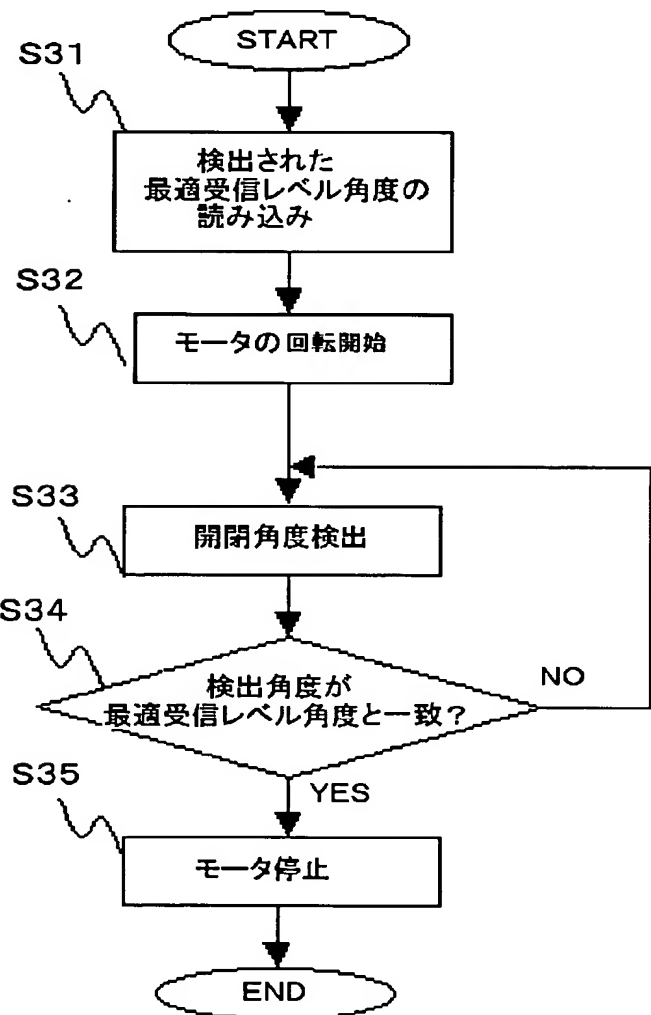 START
S31
検出された
最適受信レベル角度の
読み込み
S32
モータの回転開始
S33
開閉角度検出
S34
検出角度が
最適受信レベル角度と一致？
NO
YES
S35
モータ停止
END